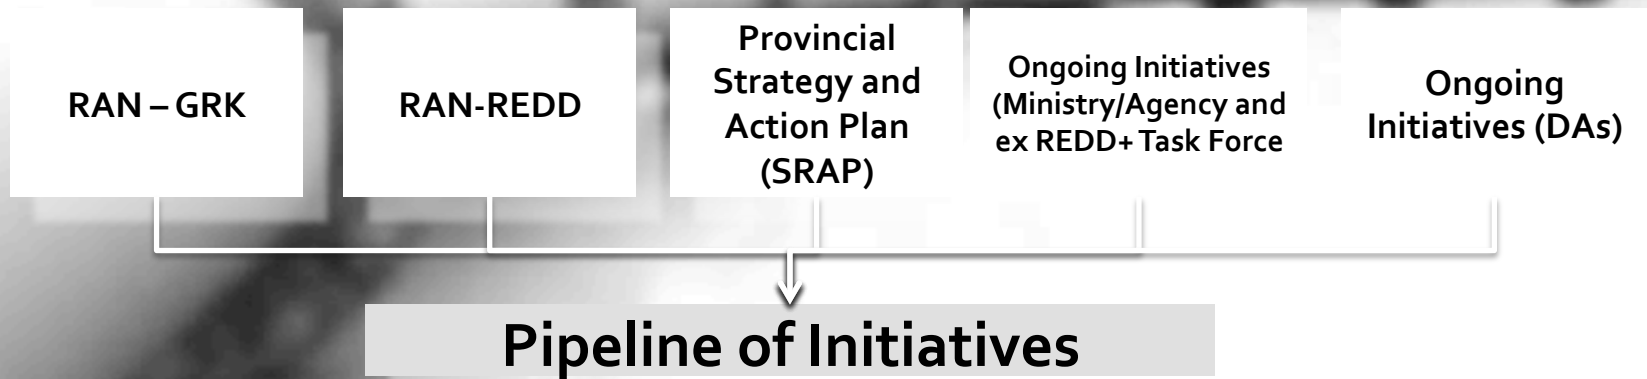 RAN – GRK
RAN-REDD
Provincial
Strategy and
Action Plan
(SRAP)
Ongoing Initiatives
(Ministry/Agency and
ex REDD+ Task Force
Ongoing
Initiatives (DAs)
Pipeline of Initiatives